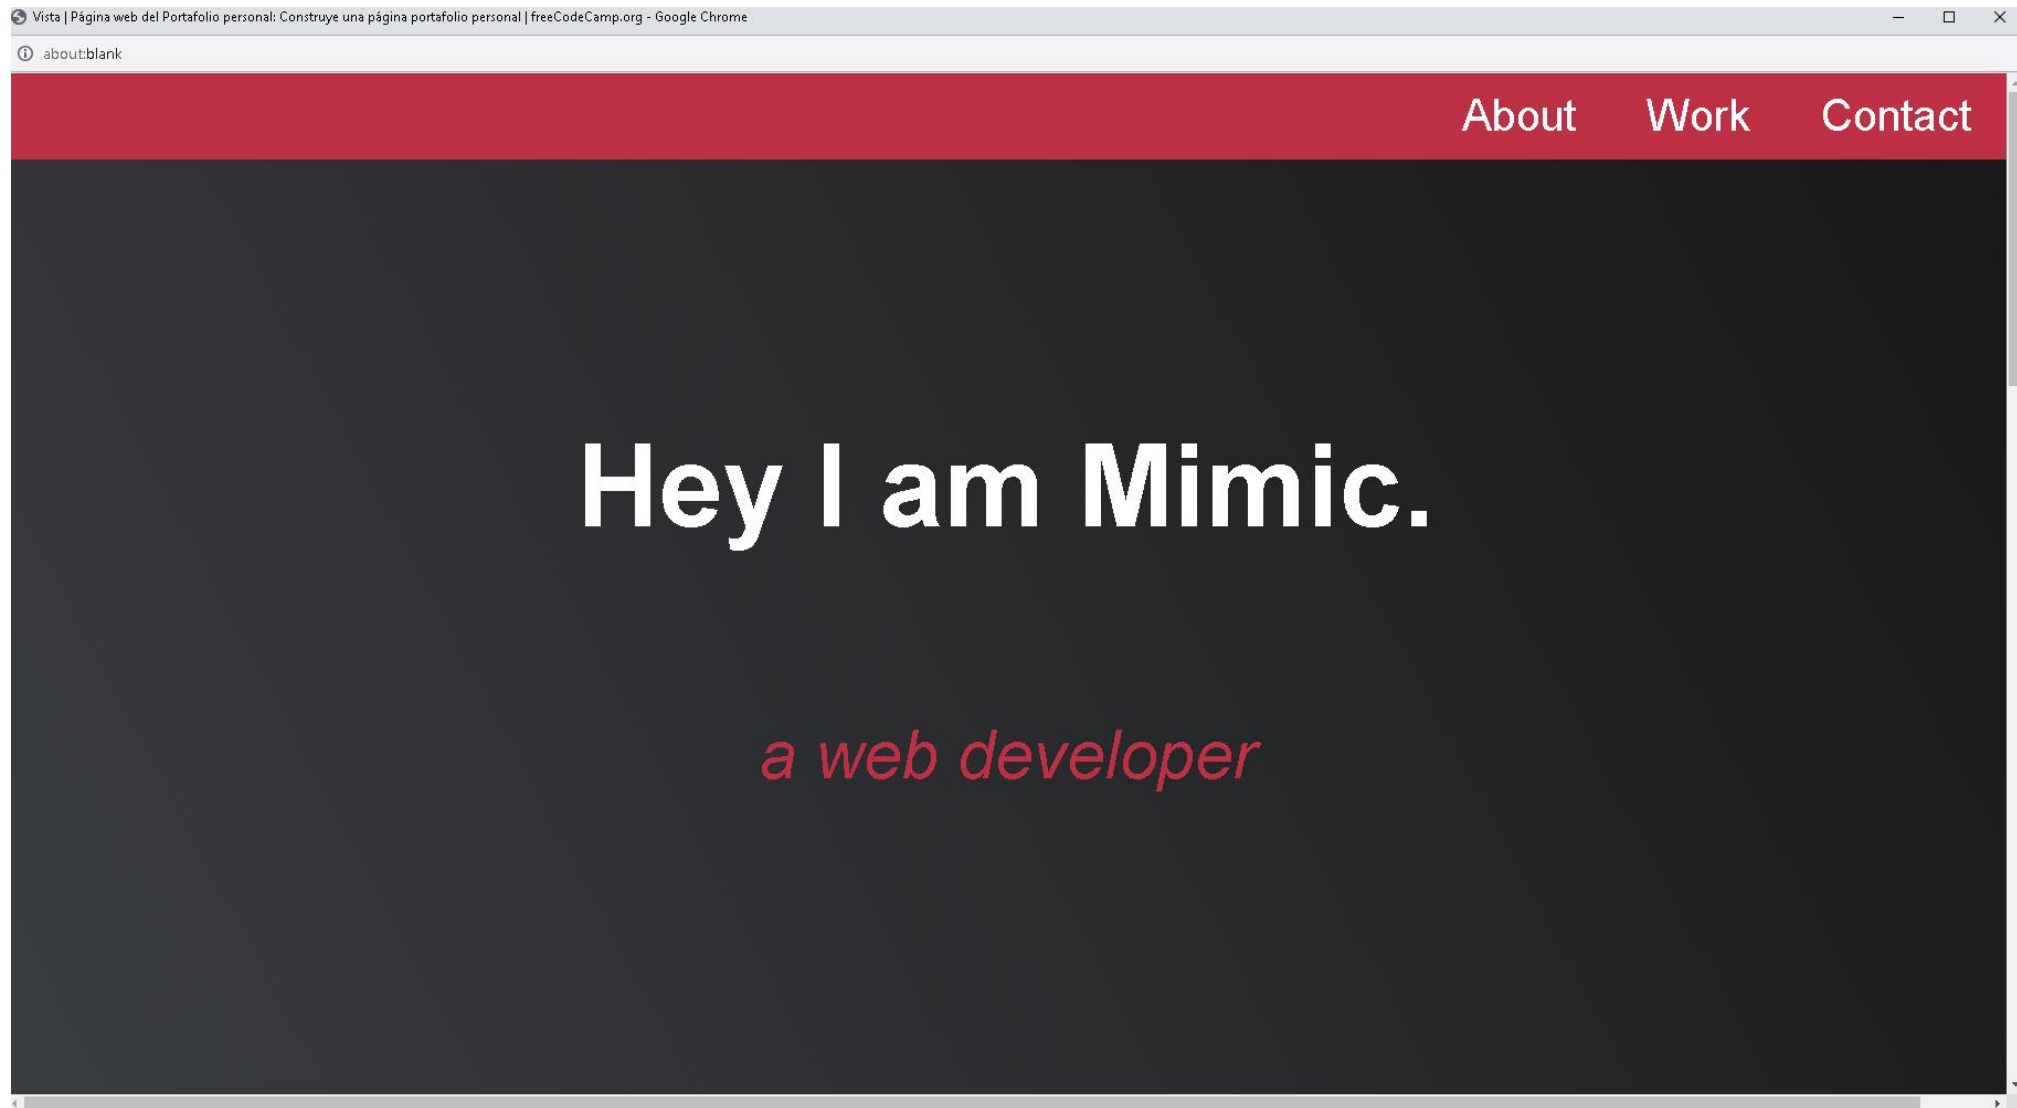 Vista | Página web del Portafolio personal: Construye una página portafolio personal | freeCodeCamp.org - Google Chrome
about:blank
About Work Contact
Hey I am Mimic.
a web developer